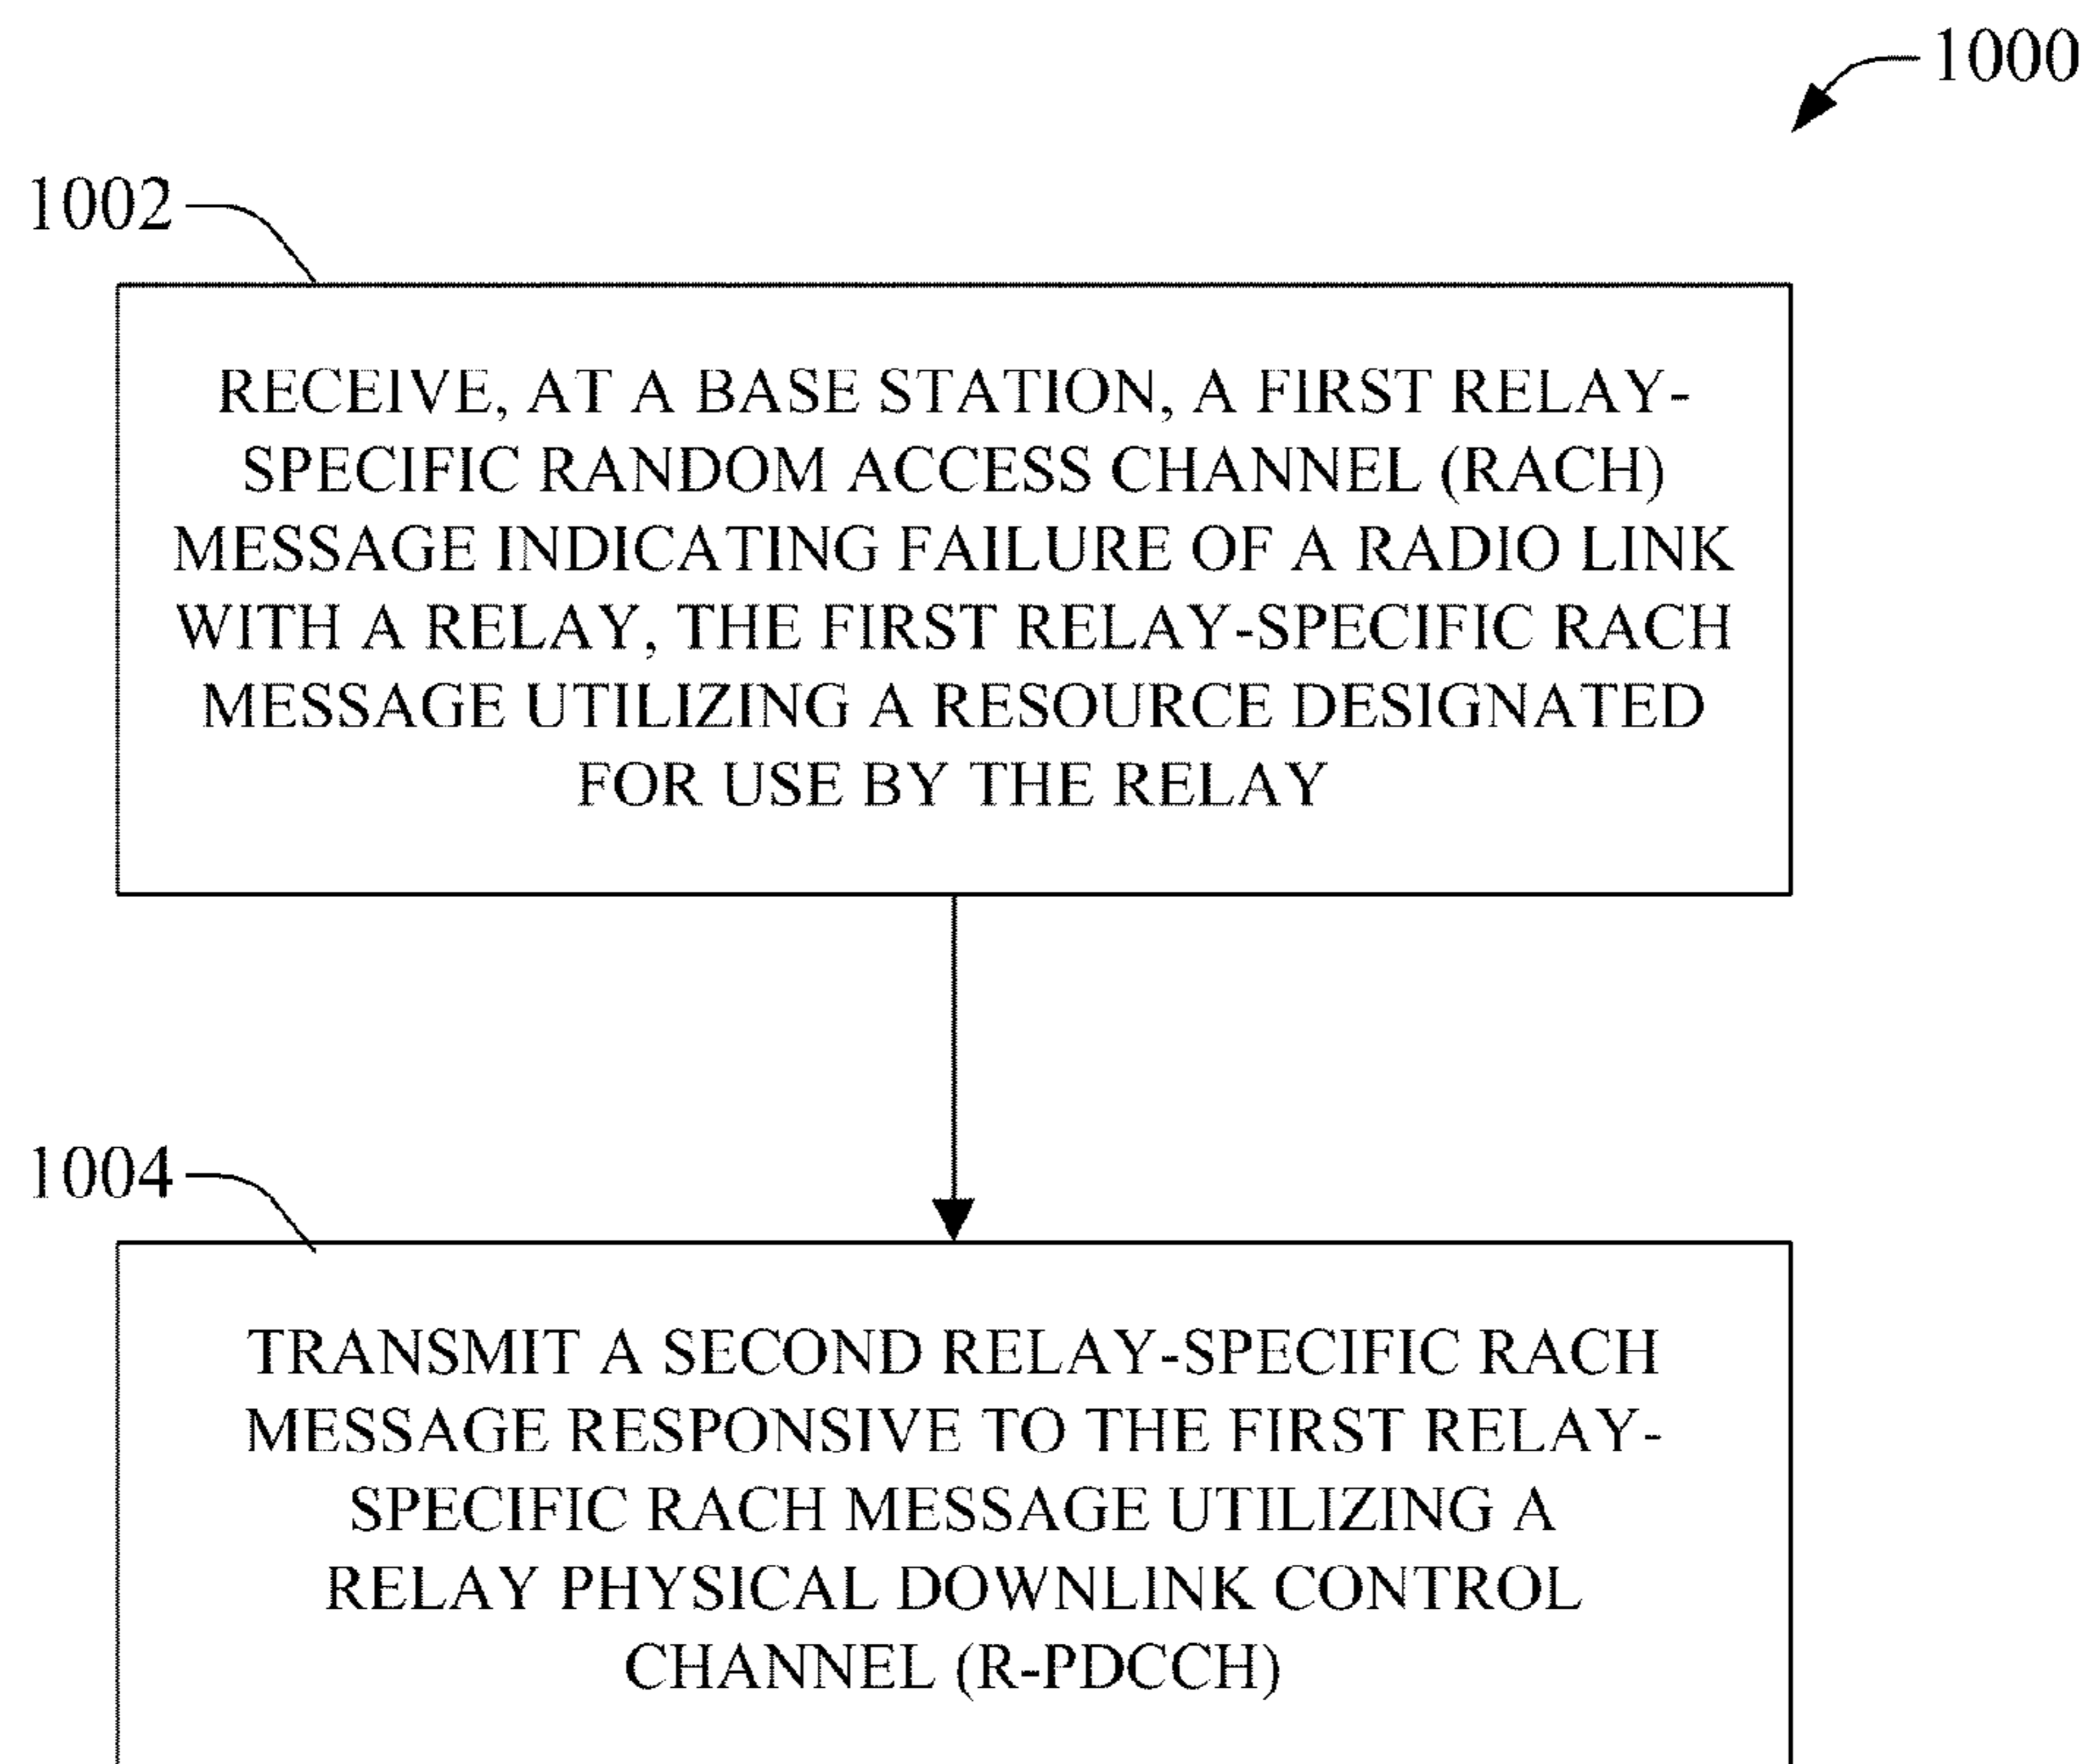 1000
1002
RECEIVE, AT A BASE STATION, A FIRST RELAY-
SPECIFIC RANDOM ACCESS CHANNEL (RACH)
MESSAGE INDICATING FAILURE OF A RADIO LINK
WITH A RELAY, THE FIRST RELAY-SPECIFIC RACH
MESSAGE UTILIZING A RESOURCE DESIGNATED
FOR USE BY THE RELAY
1004
TRANSMIT A SECOND RELAY-SPECIFIC RACH
MESSAGE RESPONSIVE TO THE FIRST RELAY-
SPECIFIC RACH MESSAGE UTILIZING A
RELAY PHYSICAL DOWNLINK CONTROL
CHANNEL (R-PDCCH)